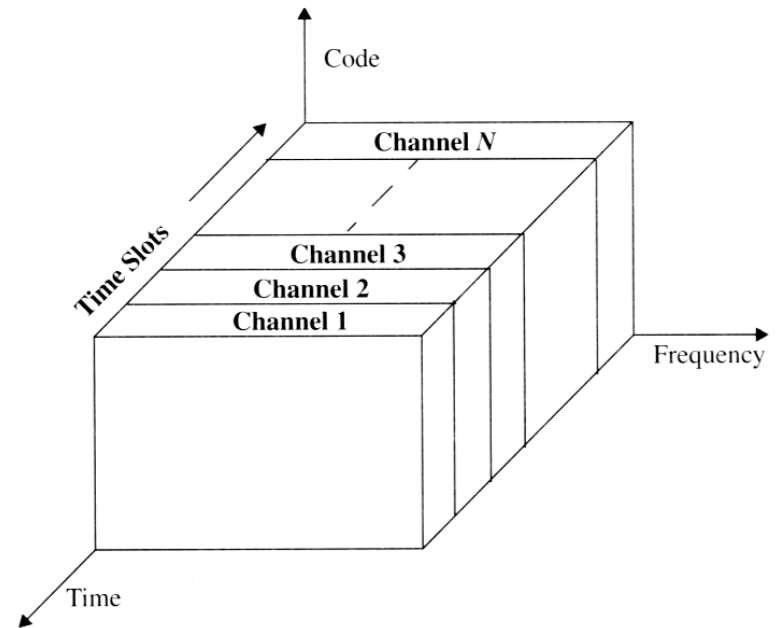 Code
Channel N
Time Slots
Channel 3
Channel 2
Channel 1
Frequency
Time